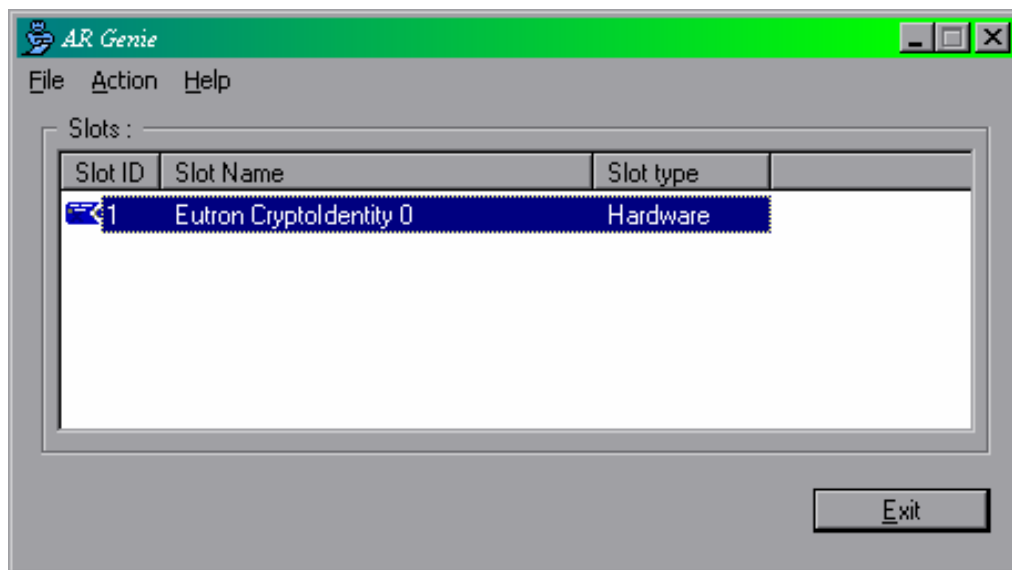 AR Genie
File Action Help
Slots :
Slot ID Slot Name Slot type
1 Eutron CryptoIdentity 0 Hardware
Exit